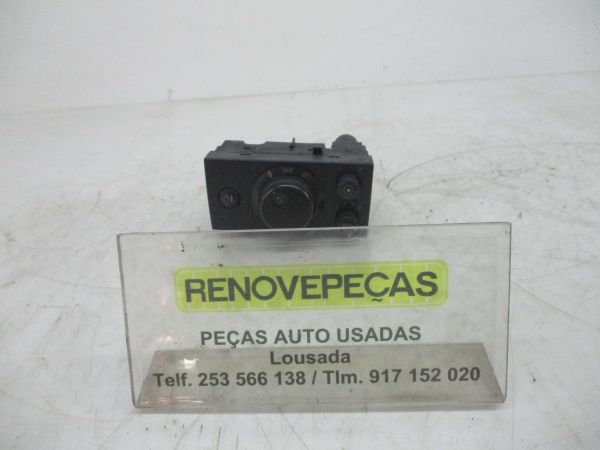 RENOVEPEÇAS
PEÇAS AUTO USADAS
Lousada
Telf. 253 566 138 / Tlm. 917 152 020